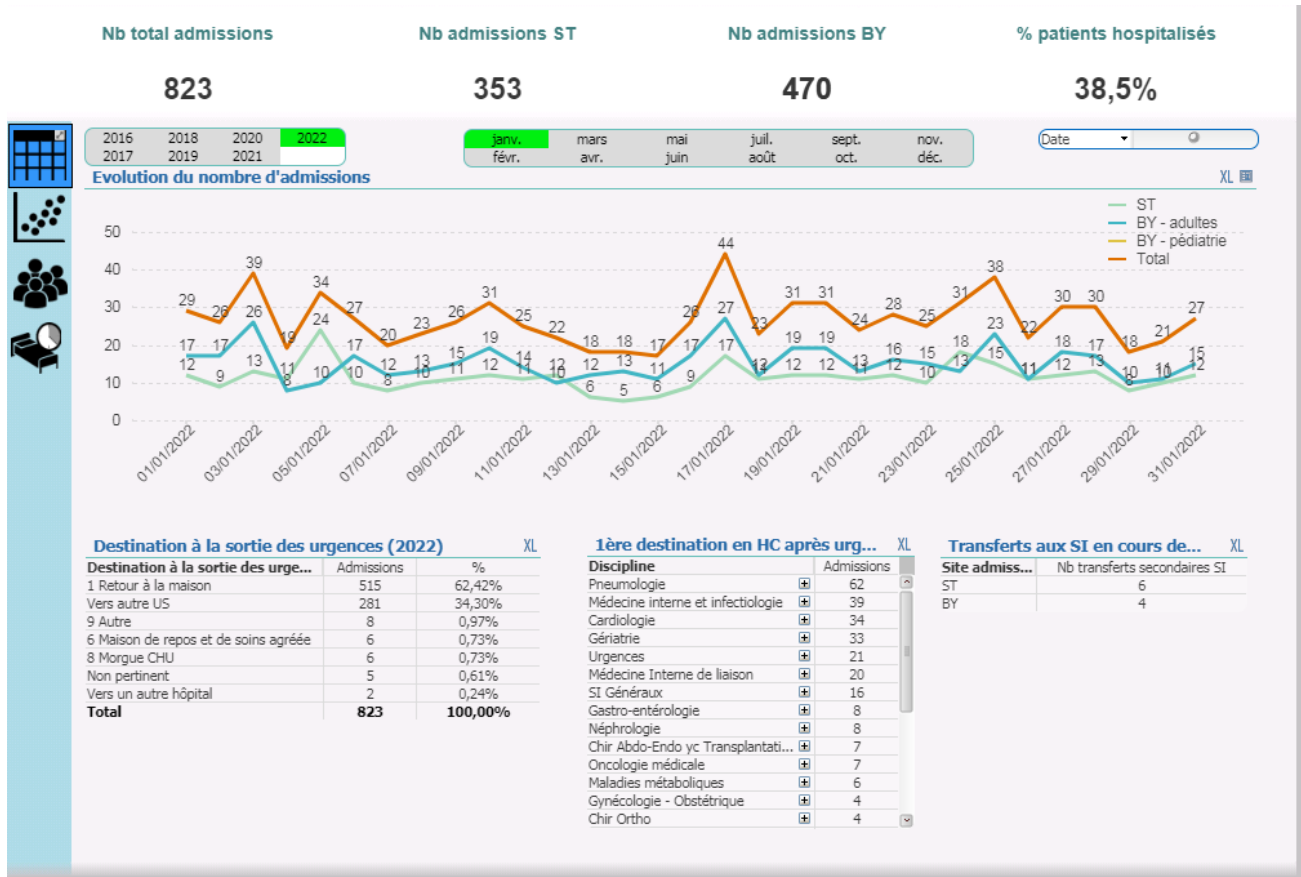 Nb total admissions Nb admissions ST Nb admissions BY % patients hospitalisés
823 353 470 38,5%
2016 2018 2020 2022 janv. mars mai juil. sept. nov. Date
2017 2019 2021 févr. avr. juin août oct. déc.
Evolution du nombre d'admissions XL
ST
BY - adultes
BY - pédiatrie
Total
50
40
30
20
10
0
29 26 39 19 34 27 20 23 26 31 25 22 18 18 17 26 44 23 31 31 24 28 25 31 38 22 30 30 18 21 27
17 17 26 8 10 17 12 13 15 19 14 10 12 13 11 17 27 12 19 19 13 16 15 13 23 11 18 17 10 11 15
12 9 13 11 24 10 8 10 11 12 11 12 6 5 6 9 17 11 12 12 11 12 10 18 15 11 12 13 8 10 12
01/01/2022 03/01/2022 05/01/2022 07/01/2022 09/01/2022 11/01/2022 13/01/2022 15/01/2022 17/01/2022 19/01/2022 21/01/2022 23/01/2022 25/01/2022 27/01/2022 29/01/2022 31/01/2022
Destination à la sortie des urgences (2022) XL
Destination à la sortie des urge... Admissions %
1 Retour à la maison 515 62,42%
Vers autre US 281 34,30%
9 Autre 8 0,97%
6 Maison de repos et de soins agréée 6 0,73%
8 Morgue CHU 6 0,73%
Non pertinent 5 0,61%
Vers un autre hôpital 2 0,24%
Total 823 100,00%
1ère destination en HC après urg... XL
Discipline Admissions
Pneumologie 62
Médecine interne et infectiologie 39
Cardiologie 34
Gériatrie 33
Urgences 21
Médecine Interne de liaison 20
SI Généraux 16
Gastro-entérologie 8
Néphrologie 8
Chir Abdo-Endo yc Transplantati... 7
Oncologie médicale 7
Maladies métaboliques 6
Gynécologie - Obstétrique 4
Chir Ortho 4
Transferts aux SI en cours de... XL
Site admiss... Nb transferts secondaires SI
ST 6
BY 4